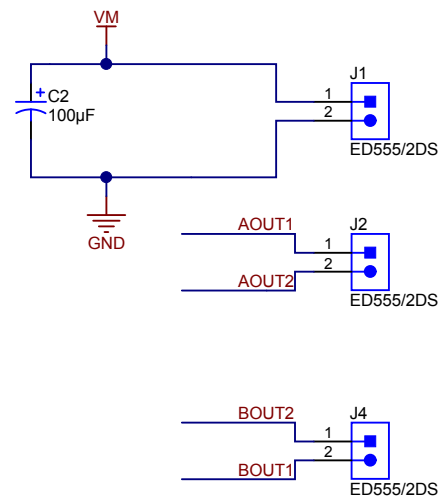 VM
J1
1
+
C2
100µF
2
ED555/2DS
GND
AOUT1
J2
1
2
AOUT2
ED555/2DS
BOUT2
J4
1
2
BOUT1
ED555/2DS